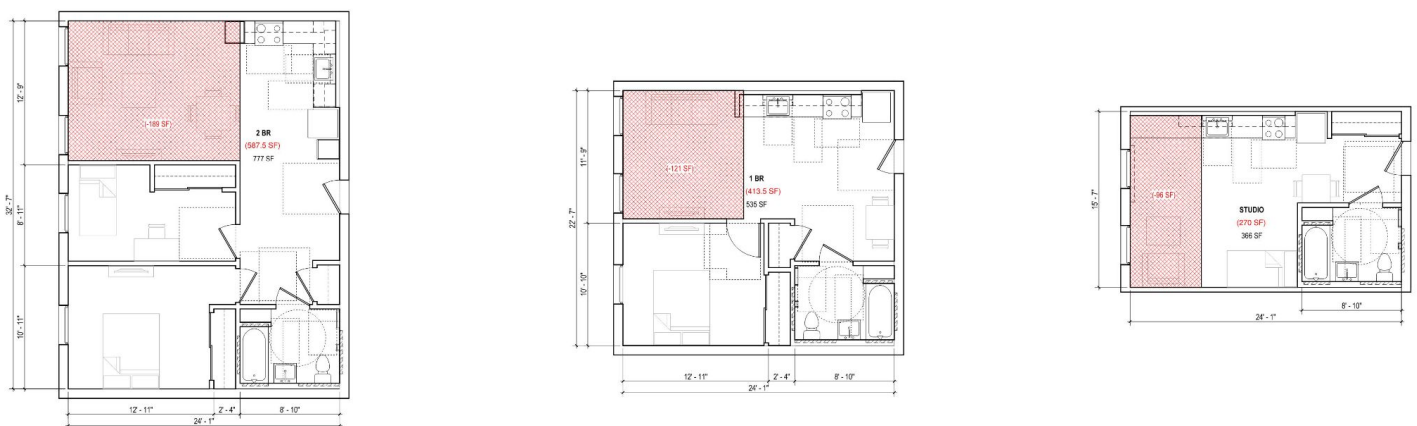 (-189 SF)
2 BR
(587.5 SF)
777 SF
32' - 7"
12' - 9"
8' - 11"
10' - 11"
12' - 11"
2' - 4"
8' - 10"
24' - 1"
(-121 SF)
1 BR
(413.5 SF)
535 SF
22' - 7"
11' - 9"
10' - 10"
12' - 11"
2' - 4"
8' - 10"
24' - 1"
(-96 SF)
STUDIO
(270 SF)
366 SF
15' - 7"
8' - 10"
24' - 1"